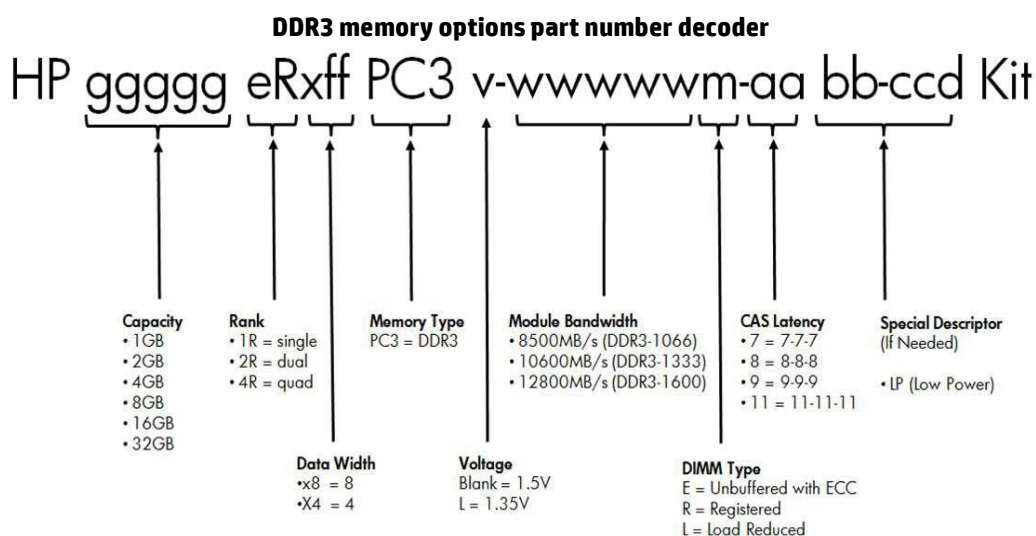 DDR3 memory options part number decoder
HP ggggg eRxff PC3 v-wwwwwm-aa bb-ccd Kit
Capacity
• 1GB
• 2GB
• 4GB
• 8GB
• 16GB
• 32GB
Rank
• 1R = single
• 2R = dual
• 4R = quad
Memory Type
PC3 = DDR3
Module Bandwidth
• 8500MB/s (DDR3-1066)
• 10600MB/s (DDR3-1333)
• 12800MB/s (DDR3-1600)
CAS Latency
• 7 = 7-7-7
• 8 = 8-8-8
• 9 = 9-9-9
• 11 = 11-11-11
Special Descriptor
(If Needed)
• LP (Low Power)
Data Width
•x8 = 8
•X4 = 4
Voltage
Blank = 1.5V
L = 1.35V
DIMM Type
E = Unbuffered with ECC
R = Registered
L = Load Reduced